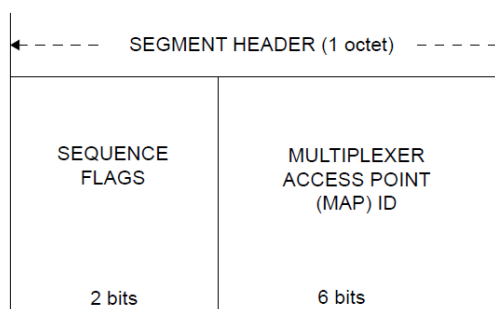 SEGMENT HEADER (1 octet)
SEQUENCE
FLAGS
MULTIPLEXER
ACCESS POINT
(MAP) ID
2 bits
6 bits